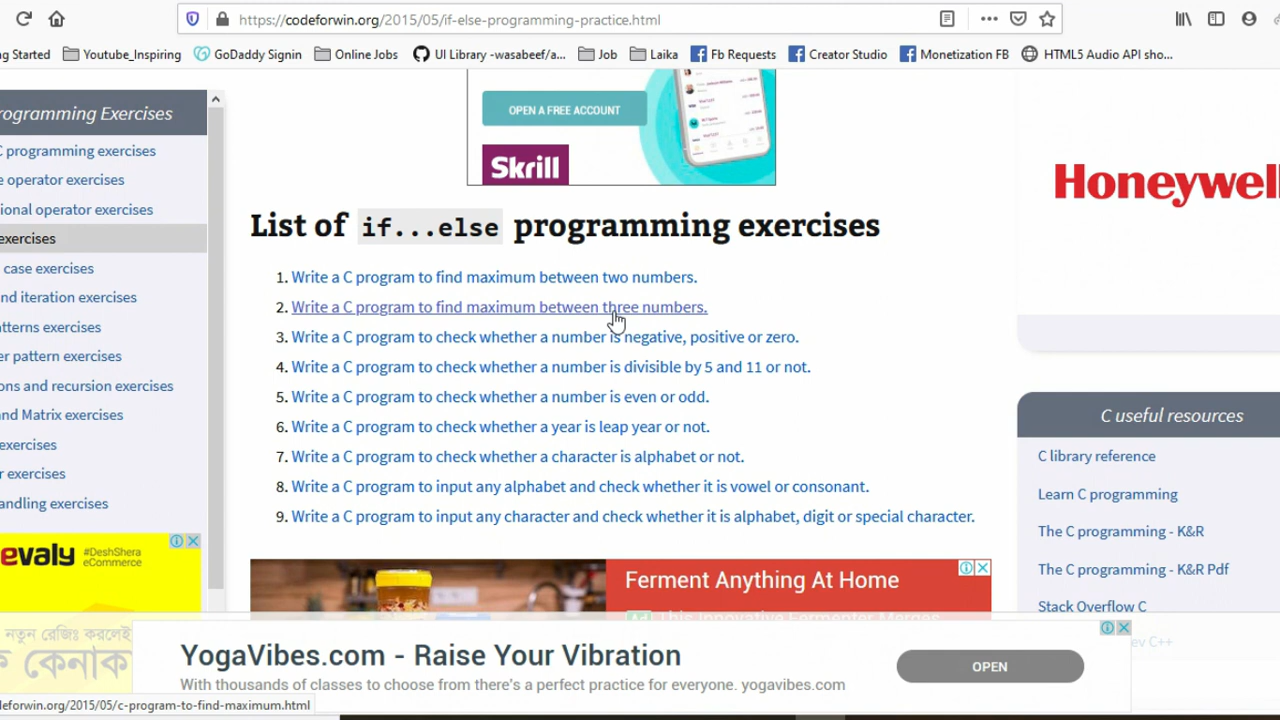 https://codeforwin.org/2015/05/if-else-programming-practice.html
ing Started Youtube_Inspiring GoDaddy Signin Online Jobs UI Library -wasabeef/a... Job Laika Fb Requests Creator Studio Monetization FB HTML5 Audio API sho...
rogramming Exercises
C programming exercises
e operator exercises
ional operator exercises
exercises
case exercises
nd iteration exercises
tterns exercises
er pattern exercises
ons and recursion exercises
and Matrix exercises
exercises
r exercises
andling exercises
evaly #DeshShera
eCommerce
নতুন রেজিঃ করলেই
কেনাক
OPEN A FREE ACCOUNT
Skrill
List of if...else programming exercises
1. Write a C program to find maximum between two numbers.
2. Write a C program to find maximum between three numbers.
3. Write a C program to check whether a number is negative, positive or zero.
4. Write a C program to check whether a number is divisible by 5 and 11 or not.
5. Write a C program to check whether a number is even or odd.
6. Write a C program to check whether a year is leap year or not.
7. Write a C program to check whether a character is alphabet or not.
8. Write a C program to input any alphabet and check whether it is vowel or consonant.
9. Write a C program to input any character and check whether it is alphabet, digit or special character.
Ferment Anything At Home
Ad This Innovative Fermenter Merges
Honeywell
C useful resources
C library reference
Learn C programming
The C programming - K&R
The C programming - K&R Pdf
Stack Overflow C
ev C++
YogaVibes.com - Raise Your Vibration
With thousands of classes to choose from there's a perfect practice for everyone. yogavibes.com
OPEN
deforwin.org/2015/05/c-program-to-find-maximum.html